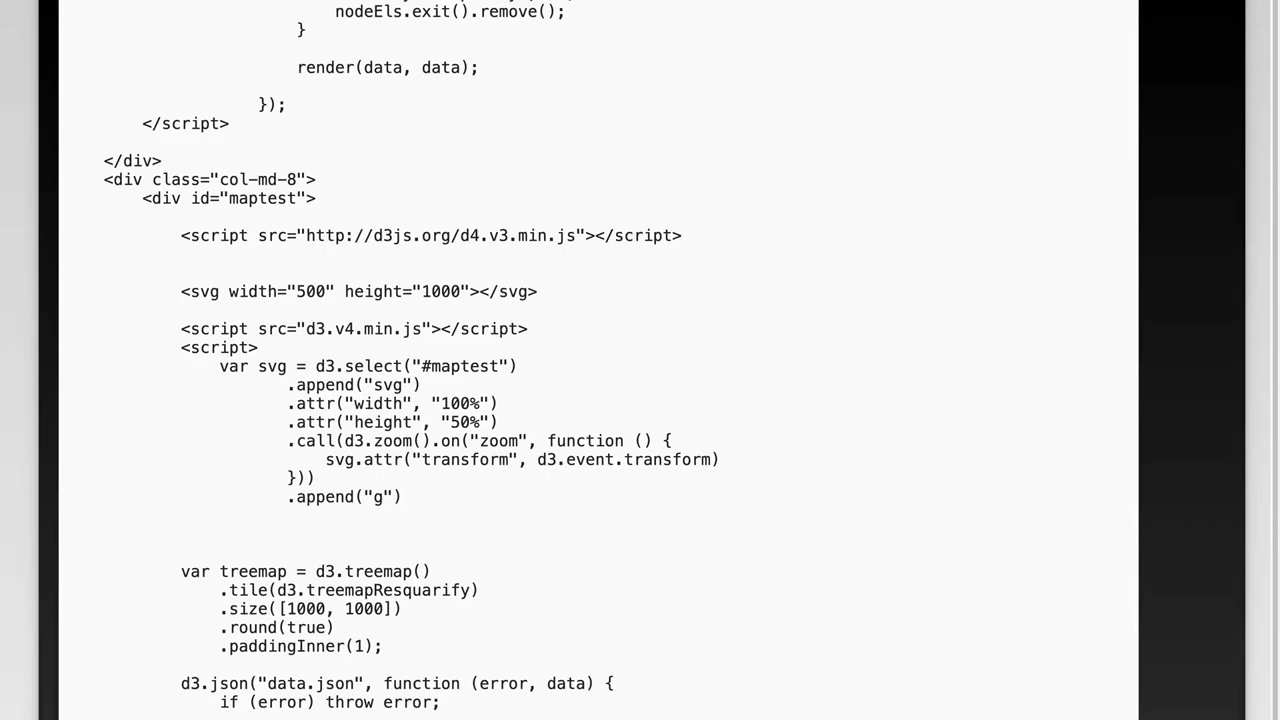 nodeEls.exit().remove();
}
render(data, data);
});
</script>
</div>
<div class="col-md-8">
<div id="maptest">
<script src="http://d3js.org/d4.v3.min.js"></script>
<svg width="500" height="1000"></svg>
<script src="d3.v4.min.js"></script>
<script>
var svg = d3.select("#maptest")
.append("svg")
.attr("width", "100%")
.attr("height", "50%")
.call(d3.zoom().on("zoom", function () {
svg.attr("transform", d3.event.transform)
}))
.append("g")
var treemap = d3.treemap()
.tile(d3.treemapResquarify)
.size([1000, 1000])
.round(true)
.paddingInner(1);
d3.json("data.json", function (error, data) {
if (error) throw error;